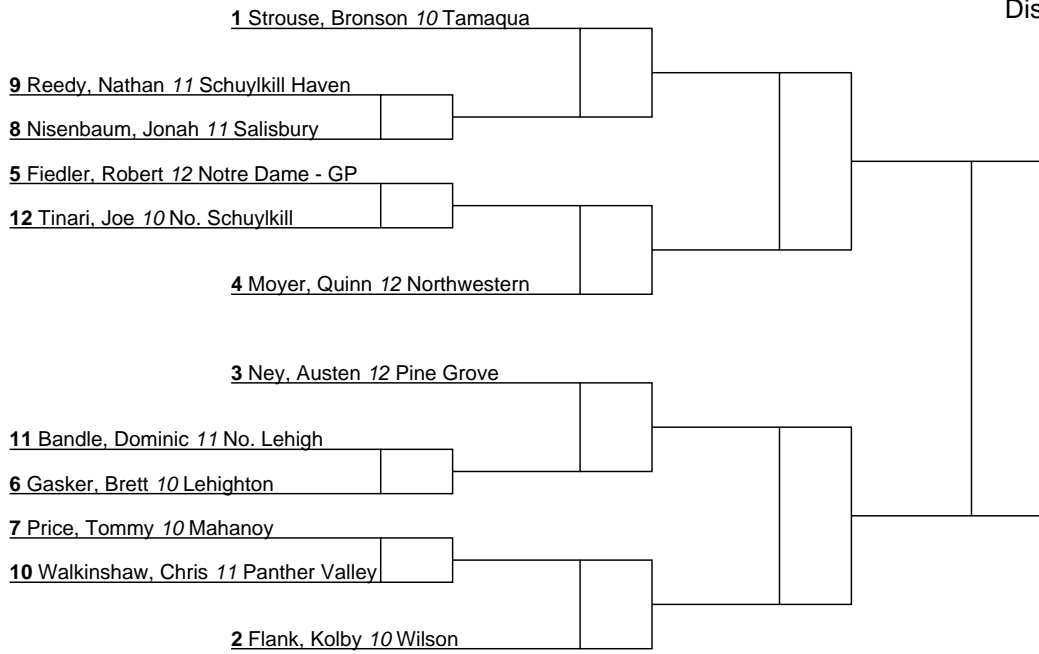 Dis
1 Strouse, Bronson 10 Tamaqua
9 Reedy, Nathan 11 Schuylkill Haven
8 Nisenbaum, Jonah 11 Salisbury
5 Fiedler, Robert 12 Notre Dame - GP
12 Tinari, Joe 10 No. Schuylkill
4 Moyer, Quinn 12 Northwestern
3 Ney, Austen 12 Pine Grove
11 Bandle, Dominic 11 No. Lehigh
6 Gasker, Brett 10 Lehighton
7 Price, Tommy 10 Mahanoy
10 Walkinshaw, Chris 11 Panther Valley
2 Flank, Kolby 10 Wilson